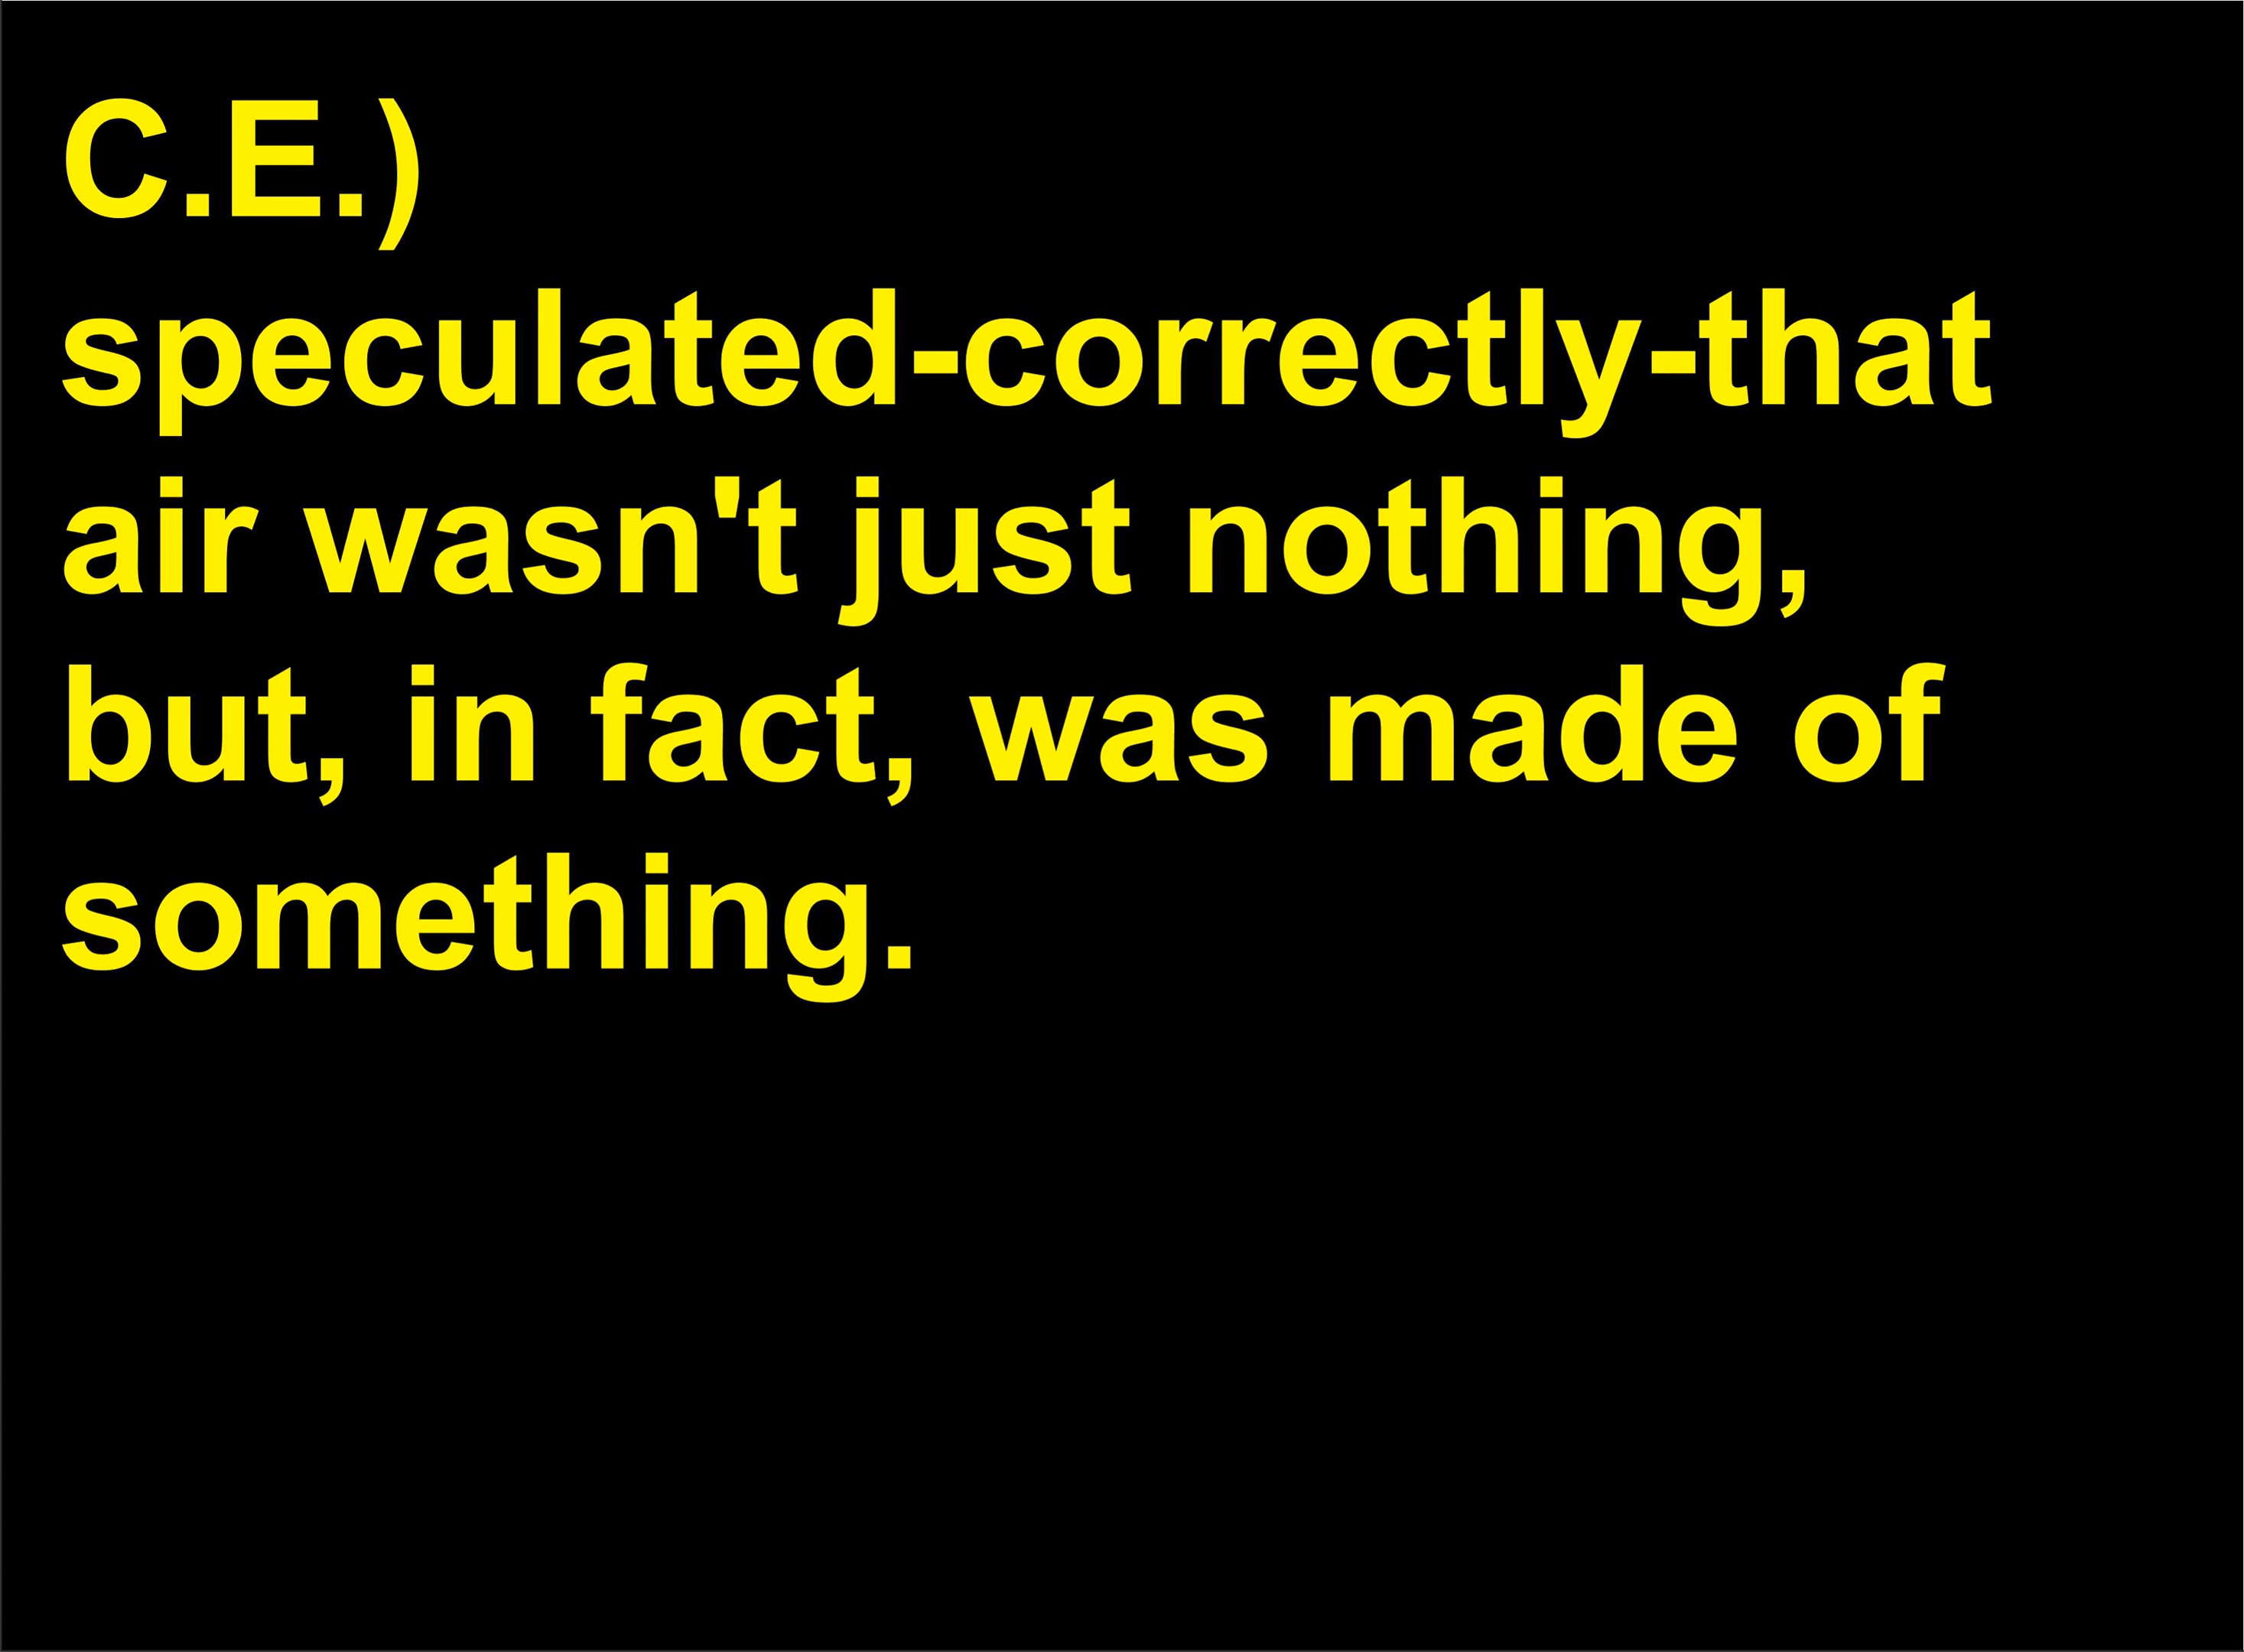 C.E.)
speculated-correctly-that
air wasn't just nothing,
but, in fact, was made of
something.